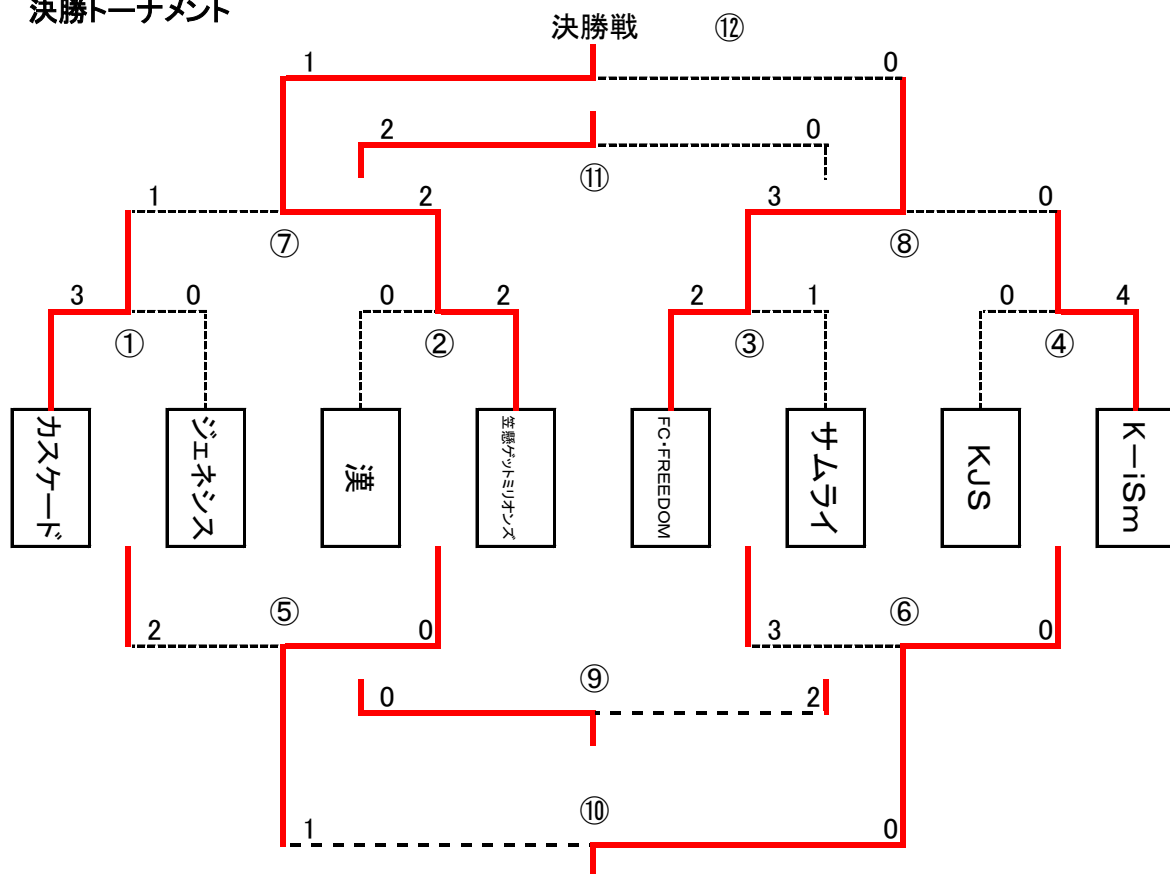 決勝トーナメント
決勝戦 ⑫
1 0
2 0
⑪
1 2 3 0
⑦ ⑧
3 0 0 2 2 1 0 4
① ② ③ ④
カスケード
ジェネシス
漢
笠懸ゲットミリオンズ
FC・FREEDOM
サムライ
KJS
K－iSm
⑤ ⑥
2 0 3 0
⑨
0 2
⑩
1 0